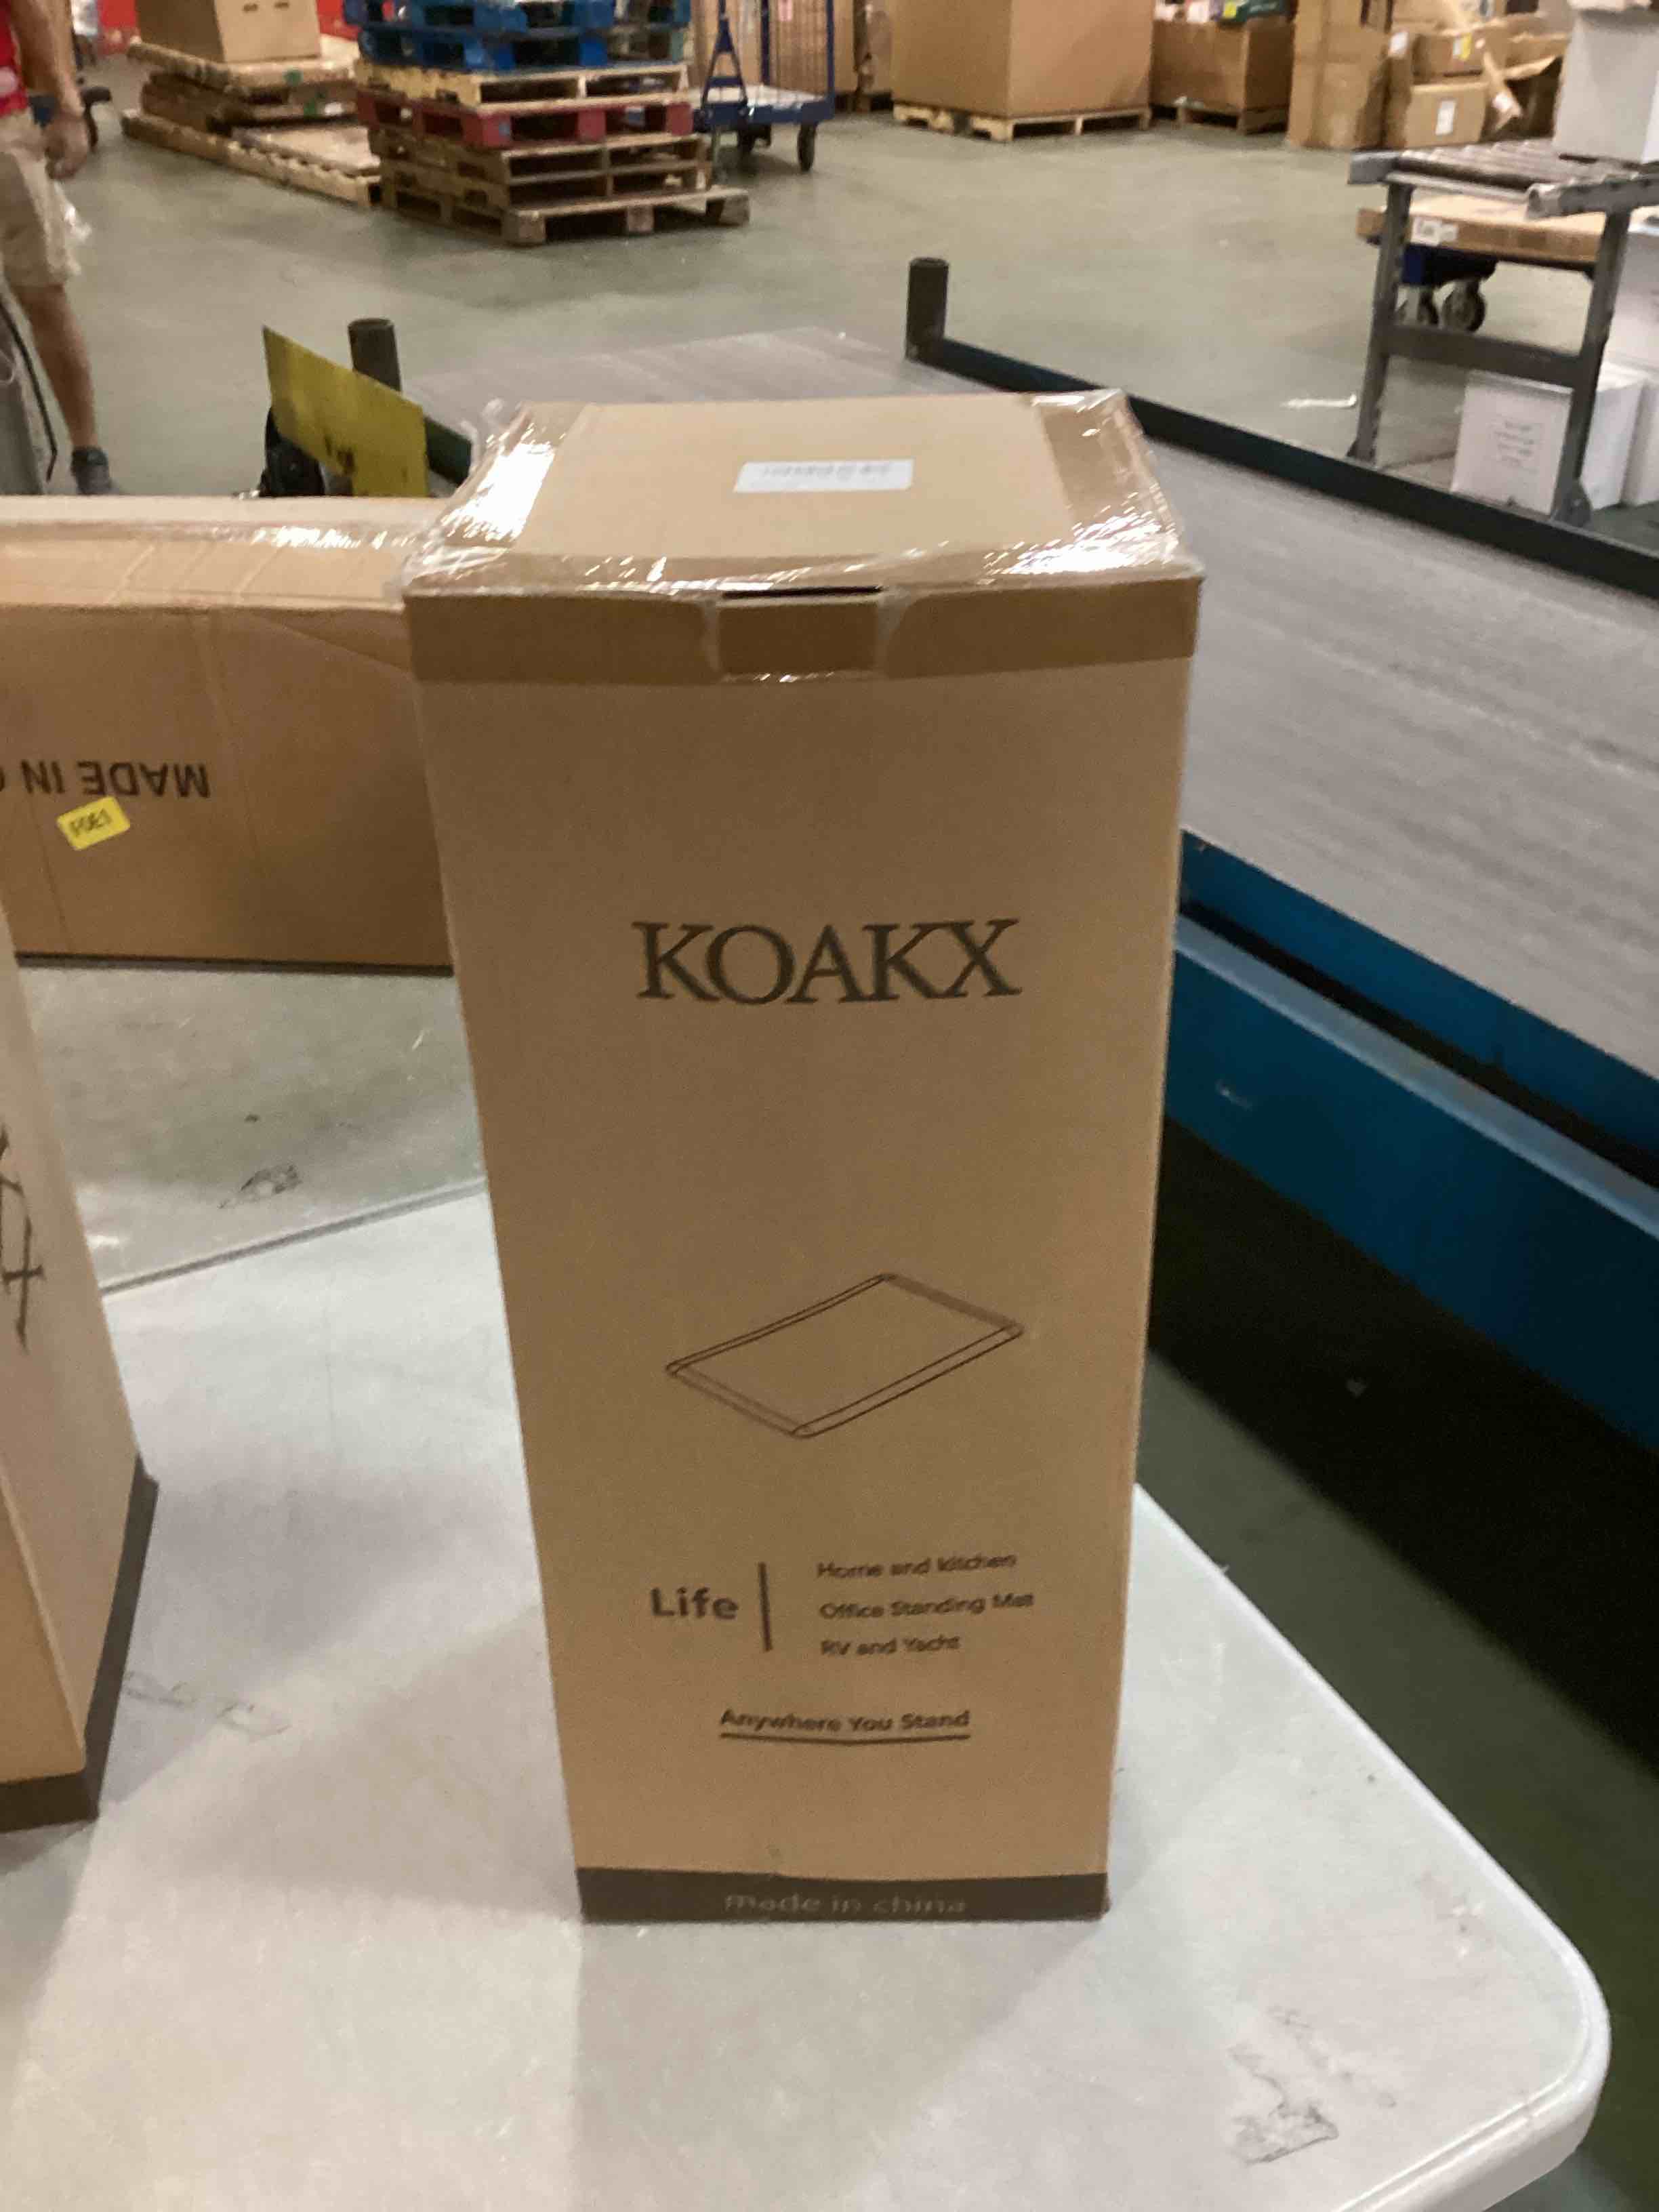 MADE IN
KOAKX
Life
Home and kitchen
Office Standing Mat
RV and Yacht
Anywhere You Stand
made in china